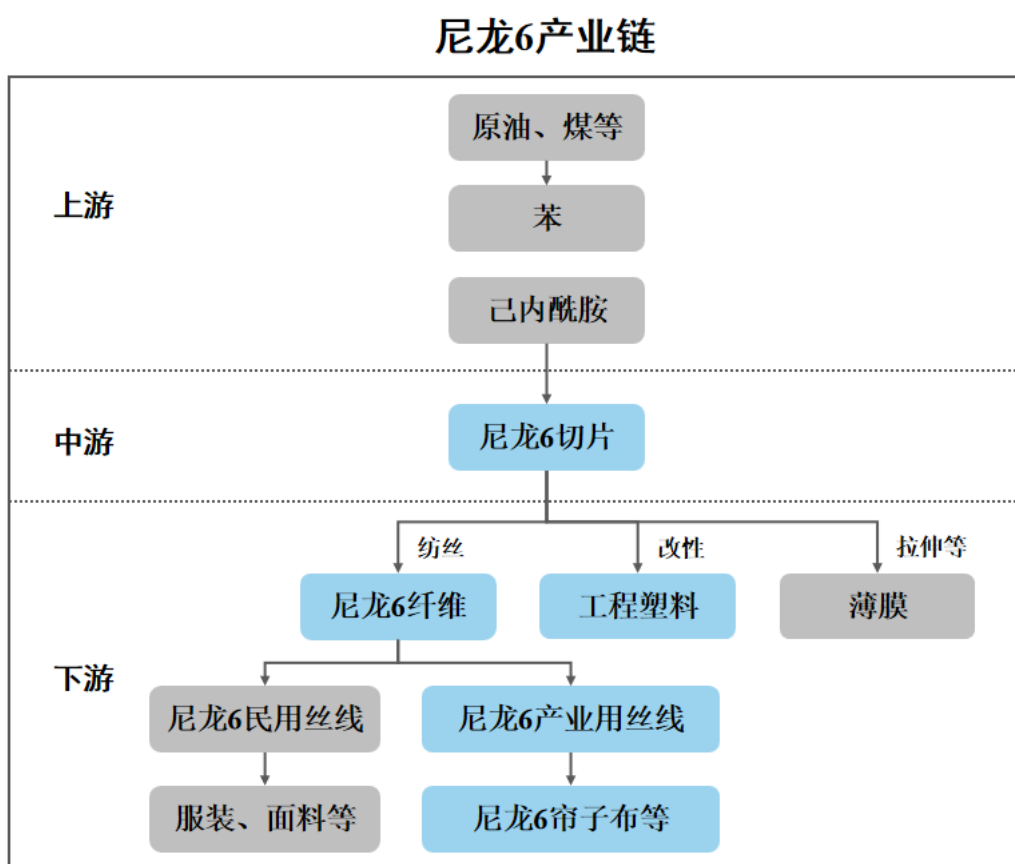 尼龙6产业链
上游
原油、煤等
苯
己内酰胺
中游
尼龙6切片
下游
纺丝
改性
拉伸等
尼龙6纤维
工程塑料
薄膜
尼龙6民用丝线
尼龙6产业用丝线
服装、面料等
尼龙6帘子布等